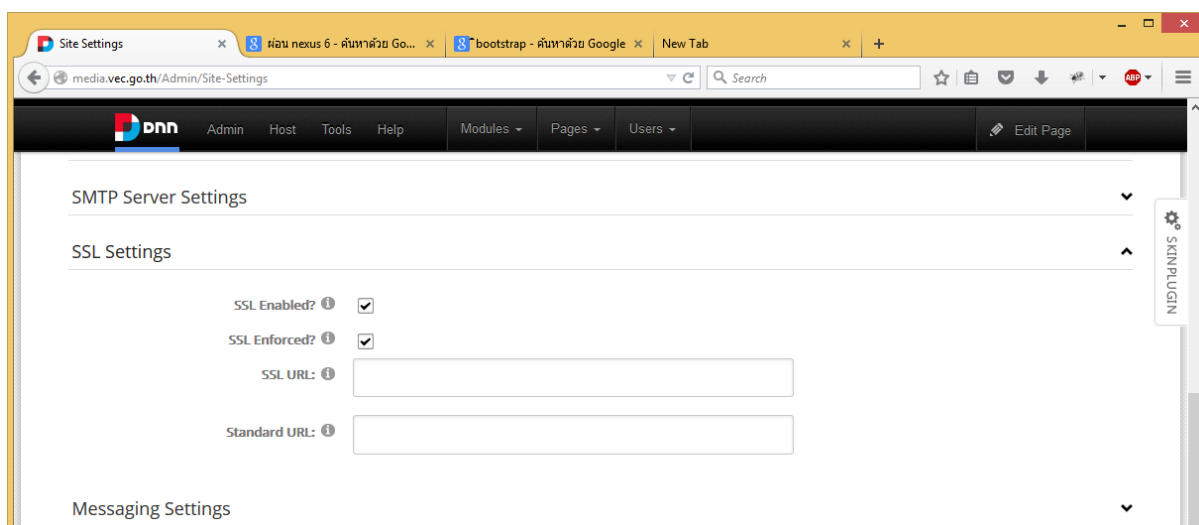 Site Settings
ผ่อน nexus 6 - ค้นหาด้วย Go...
bootstrap - ค้นหาด้วย Google
New Tab
media.vec.go.th/Admin/Site-Settings
Search
ABP
DNN
Admin Host Tools Help Modules Pages Users Edit Page
SMTP Server Settings
SSL Settings
SKINPLUGIN
SSL Enabled?
SSL Enforced?
SSL URL:
Standard URL:
Messaging Settings